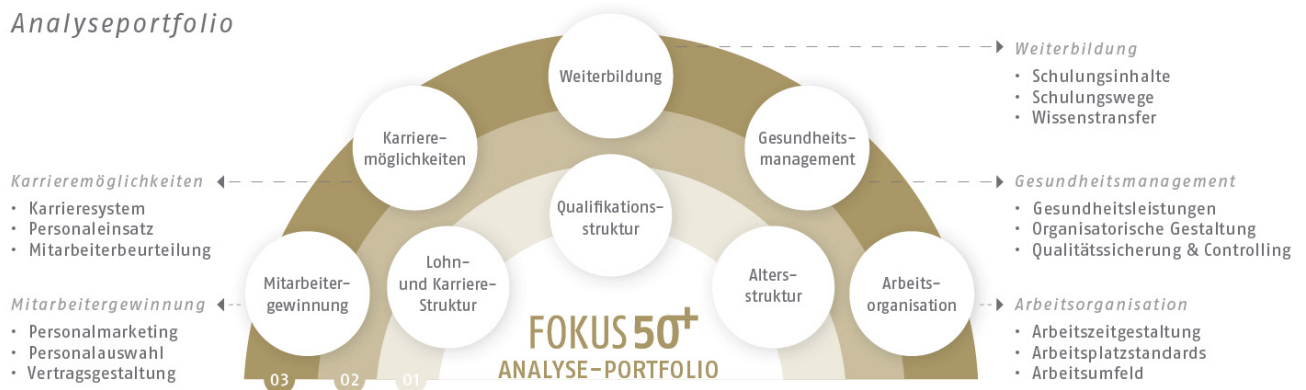 Analyseportfolio
Weiterbildung
Karriere-
möglichkeiten
Gesundheits-
management
Qualifikations-
struktur
Mitarbeiter-
gewinnung
Lohn-
und Karriere-
Struktur
Alters-
struktur
Arbeits-
organisation
FOKUS 50+
ANALYSE-PORTFOLIO
03
02
01
Karrieremöglichkeiten
• Karrieresystem
• Personaleinsatz
• Mitarbeiterbeurteilung
Mitarbeitergewinnung
• Personalmarketing
• Personalauswahl
• Vertragsgestaltung
Weiterbildung
• Schulungsinhalte
• Schulungswege
• Wissenstransfer
Gesundheitsmanagement
• Gesundheitsleistungen
• Organisatorische Gestaltung
• Qualitätssicherung & Controlling
Arbeitsorganisation
• Arbeitszeitgestaltung
• Arbeitsplatzstandards
• Arbeitsumfeld